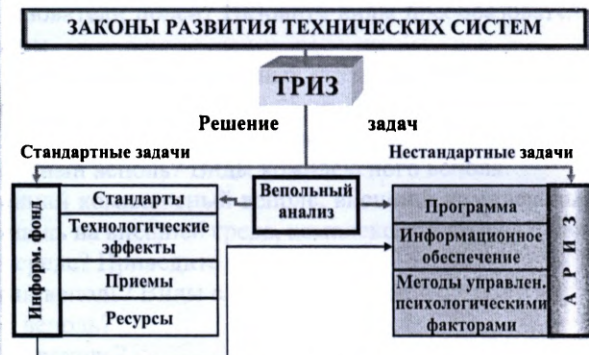 ЗАКОНЫ РАЗВИТИЯ ТЕХНИЧЕСКИХ СИСТЕМ
ТРИЗ
Решение задач
Стандартные задачи
Нестандартные задачи
Информ. фонд
Стандарты
Технологические
эффекты
Приемы
Ресурсы
Вепольный
анализ
Программа
Информационное
обеспечение
Методы управлен.
психологическими
факторами
АРИЗ